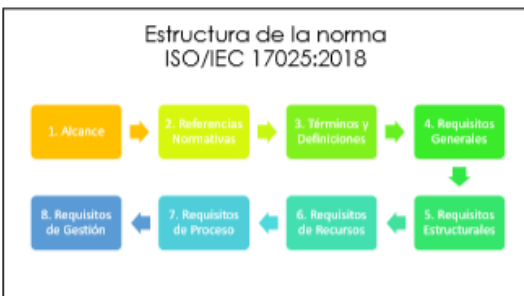 Estructura de la norma
ISO/IEC 17025:2018
1. Alcance
2. Referencias
Normativas
3. Términos y
Definiciones
4. Requisitos
Generales
5. Requisitos
Estructurales
6. Requisitos
de Recursos
7. Requisitos
de Proceso
8. Requisitos
de Gestión